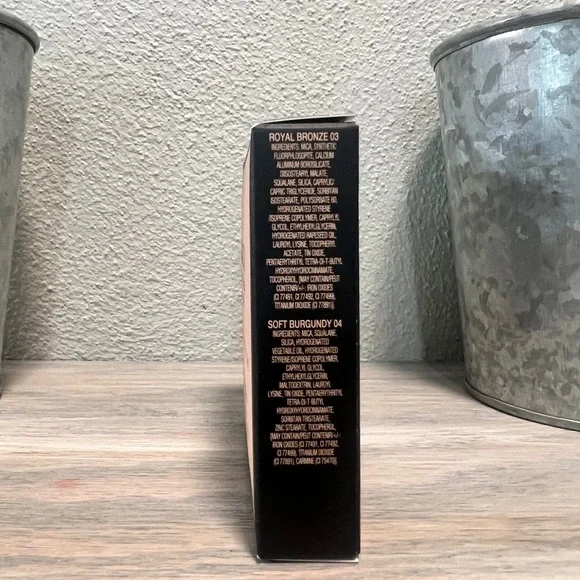 ROYAL BRONZE 03
INGREDIENTS: MICA, SYNTHETIC
FLUORPHLOGOPITE, CALCIUM
ALUMINUM BOROSILICATE,
DIISOSTEARYL MALATE,
SQUALANE, SILICA, CAPRYLIC/
CAPRIC TRIGLYCERIDE, SORBITAN
ISOSTEARATE, POLYSORBATE 60,
HYDROGENATED STYRENE
/ISOPRENE COPOLYMER, CAPRYLYL
GLYCOL, ETHYLHEXYLGLYCERIN,
HYDROGENATED RAPESEED OIL,
LAUROYL LYSINE, TOCOPHERYL
ACETATE, TIN OXIDE,
PENTAERYTHRITYL TETRA-DI-T-BUTYL
HYDROXYHYDROCINNAMATE,
TOCOPHEROL, [MAY CONTAIN/PEUT
CONTENIR/+/-: IRON OXIDES
(CI 77491, CI 77492, CI 77499),
TITANIUM DIOXIDE (CI 77891)].
SOFT BURGUNDY 04
INGREDIENTS: MICA, SQUALANE,
SILICA, HYDROGENATED
VEGETABLE OIL, HYDROGENATED
STYRENE/ISOPRENE COPOLYMER,
CAPRYLYL GLYCOL,
ETHYLHEXYLGLYCERIN,
MALTODEXTRIN, LAUROYL
LYSINE, TIN OXIDE, PENTAERYTHRITYL
TETRA-DI-T-BUTYL
HYDROXYHYDROCINNAMATE,
SORBITAN TRISTEARATE,
ZINC STEARATE, TOCOPHEROL,
[MAY CONTAIN/PEUT CONTENIR/+/-:
IRON OXIDES (CI 77491, CI 77492,
CI 77499), TITANIUM DIOXIDE
(CI 77891), CARMINE (CI 75470)]